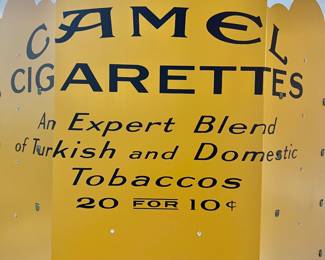 CAMEL
CIGARETTES
An Expert Blend
of Turkish and Domestic
Tobaccos
20 FOR 10¢